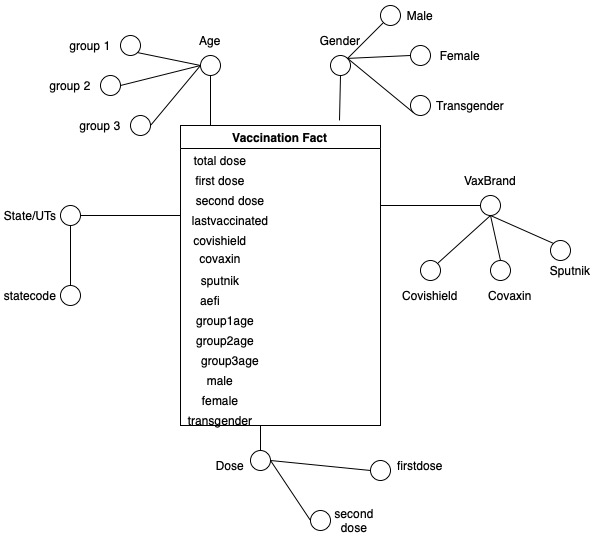 Male
Age
Gender
group 1
Female
group 2
Transgender
group 3
Vaccination Fact
total dose
first dose
second dose
lastvaccinated
covishield
covaxin
sputnik
aefi
group1age
group2age
group3age
male
female
transgender
State/UTs
statecode
VaxBrand
Sputnik
Covishield
Covaxin
Dose
firstdose
second
dose